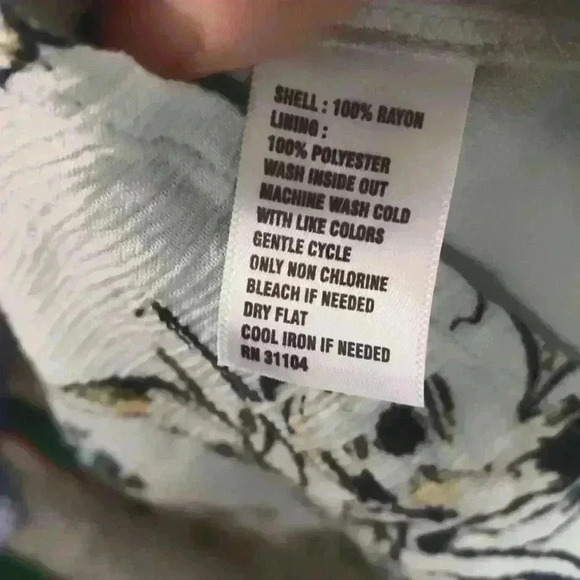 SHELL : 100% RAYON
LINING :
100% POLYESTER
WASH INSIDE OUT
MACHINE WASH COLD
WITH LIKE COLORS
GENTLE CYCLE
ONLY NON CHLORINE
BLEACH IF NEEDED
DRY FLAT
COOL IRON IF NEEDED
RN 31104